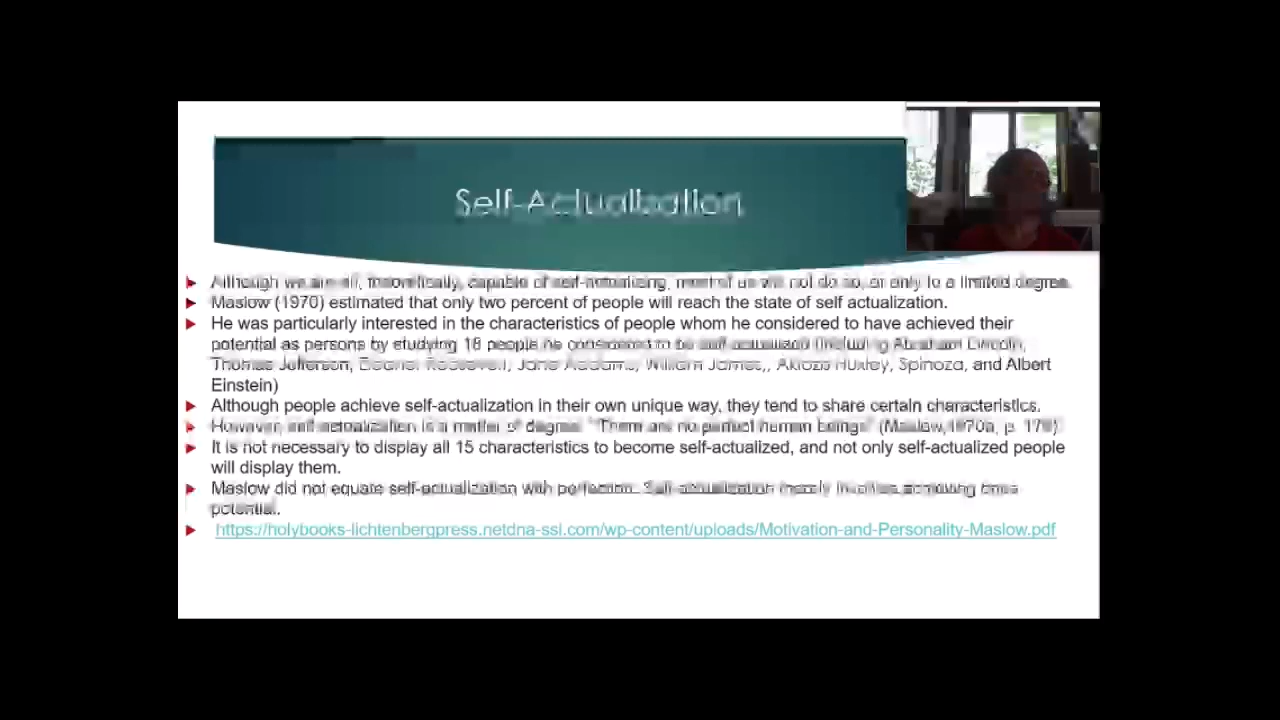 Self-Actualization
Although we are all, theoretically, capable of self-actualizing, most of us will not do so, or only to a limited degree.
Maslow (1970) estimated that only two percent of people will reach the state of self actualization.
He was particularly interested in the characteristics of people whom he considered to have achieved their
potential as persons by studying 18 people he considered to be self-actualized (including Abraham Lincoln,
Thomas Jefferson, Eleanor Roosevelt, Jane Addams, William James,, Huxley, Spinoza, and Albert
Einstein)
Although people achieve self-actualization in their own unique way, they tend to share certain characteristics.
However, self-actualization is a matter of degree. "There are no perfect human beings" (Maslow,1970a, p.
It is not necessary to display all 15 characteristics to become self-actualized, and not only self-actualized people
will display them.
Maslow did not equate self-actualization with perfection. Self-actualization merely involves achieving
potential.
https://holybooks-lichtenbergpress.netdna-ssl.com/wp-content/uploads/Motivation-and-Personality-Maslow.pdf